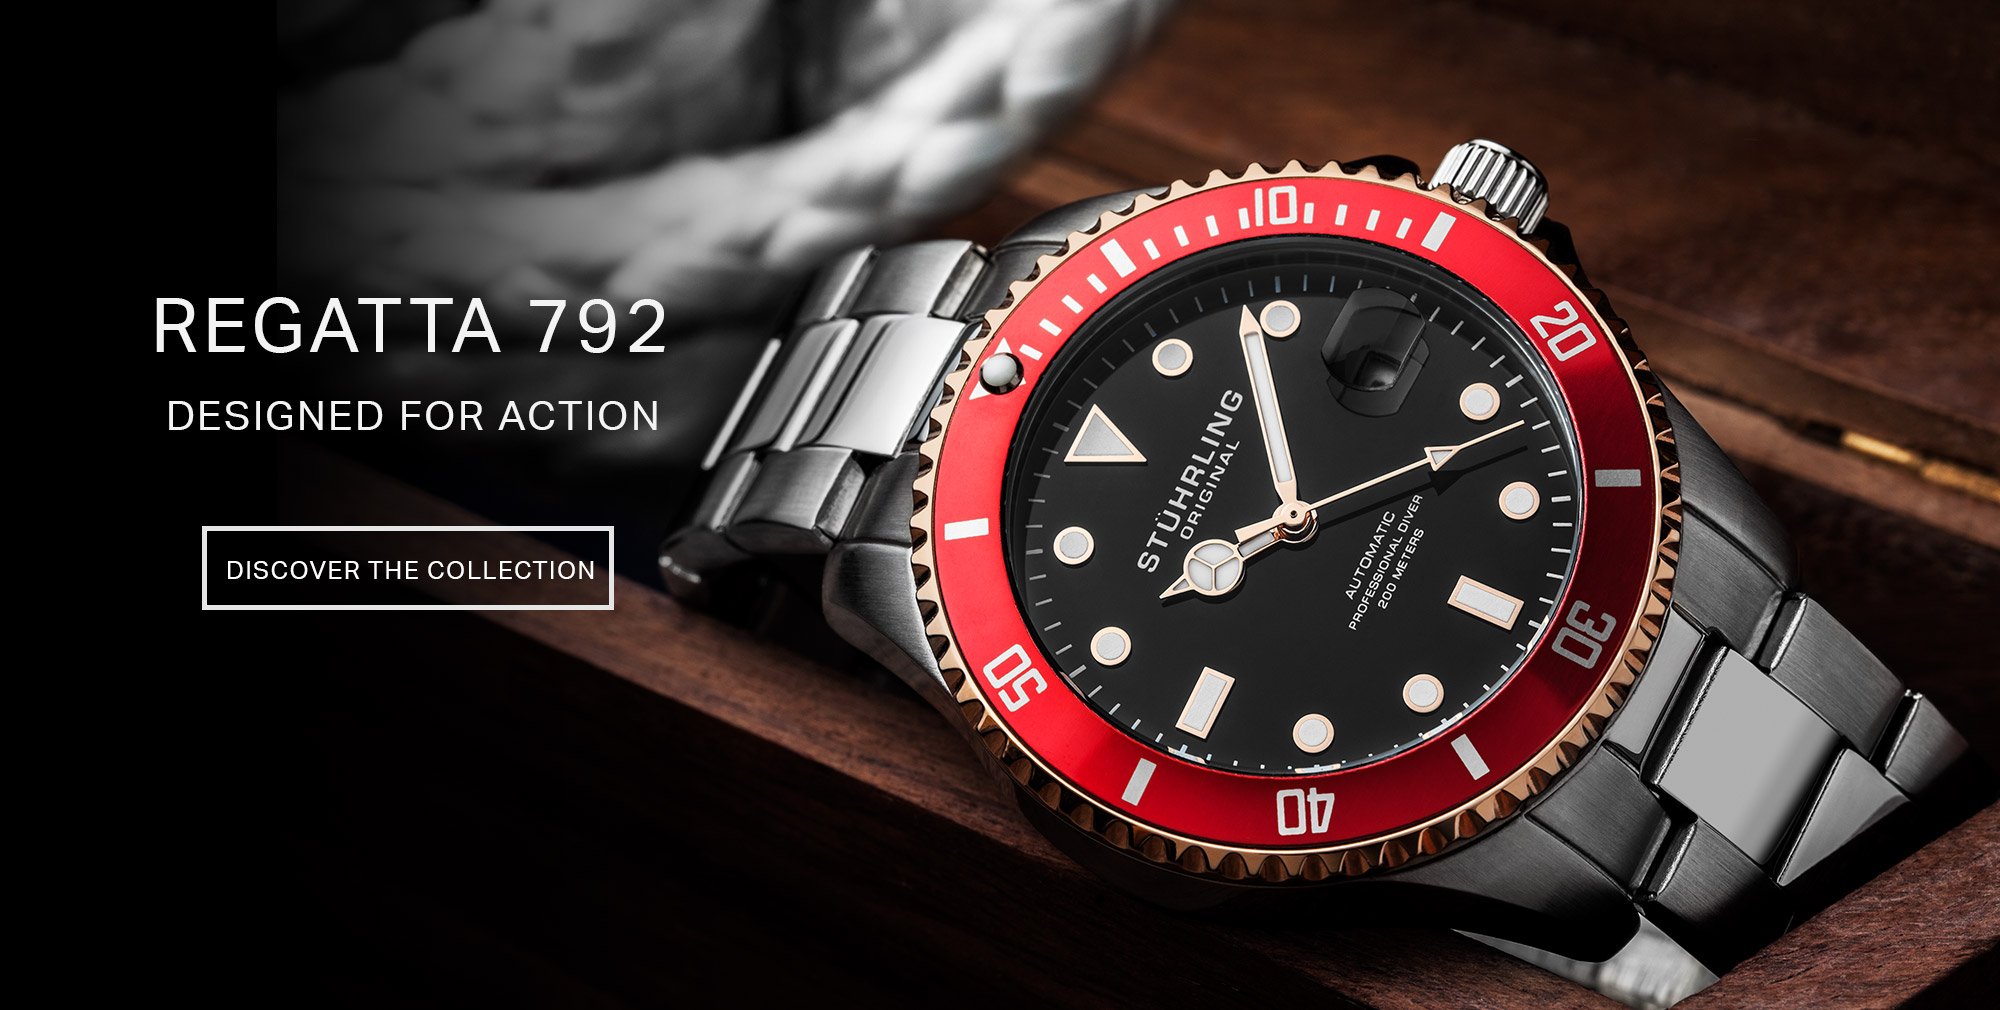 REGATTA 792
DESIGNED FOR ACTION
DISCOVER THE COLLECTION
10
20
30
40
50
STÜHRLING
ORIGINAL
AUTOMATIC
PROFESSIONAL DIVER
200 METERS